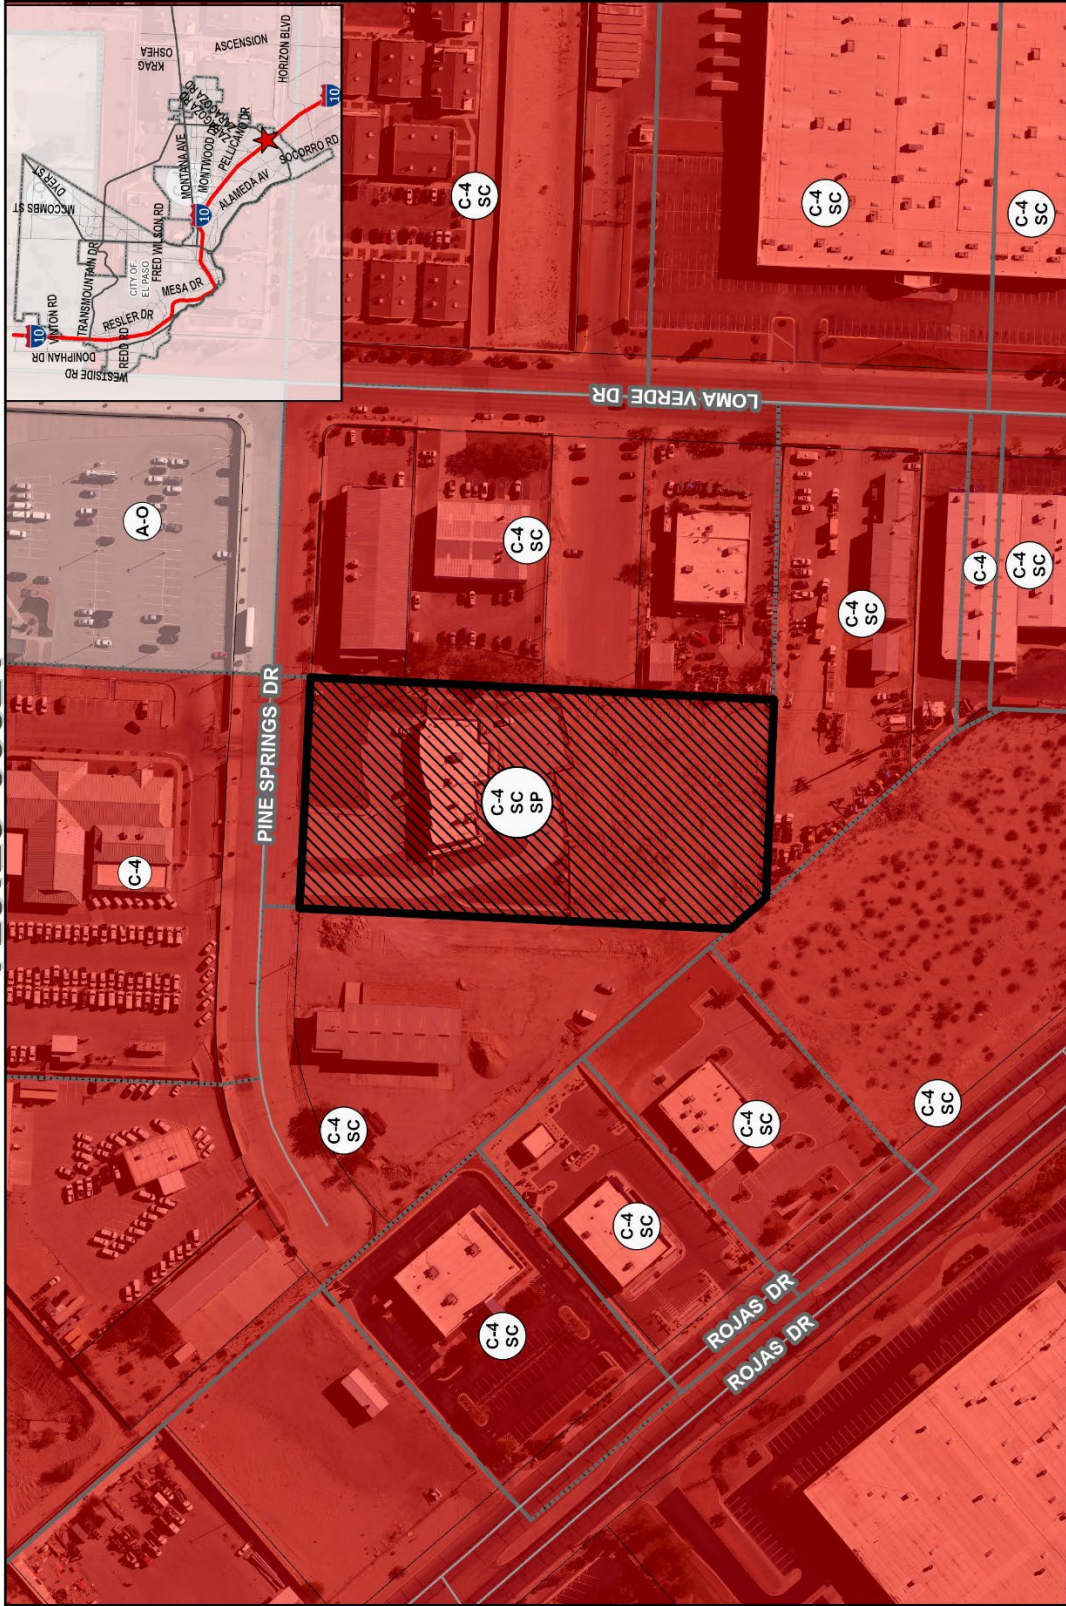 KRAG
OSHEA
ASCENSION
HORIZON BLVD
ZARAGOZA RD
MONTANA AVE
MONTWOOD
PELLICANO DR
SOCORRO RD
ALAMEDA AV
DYER ST
MCCOMBS ST
FRED WILSON RD
CITY OF
EL PASO
MESA DR
TRANSMOUNTAIN DR
RESLER DR
VINTON RD
REDD RD
DONIPHAN DR
WESTSIDE RD
10
10
10
C-4
SC
C-4
SC
C-4
SC
LOMA VERDE DR
A-O
C-4
SC
C-4
SC
C-4
C-4
SC
PINE SPRINGS DR
C-4
SC
SP
C-4
C-4
SC
C-4
SC
C-4
SC
C-4
SC
C-4
SC
ROJAS DR
ROJAS DR